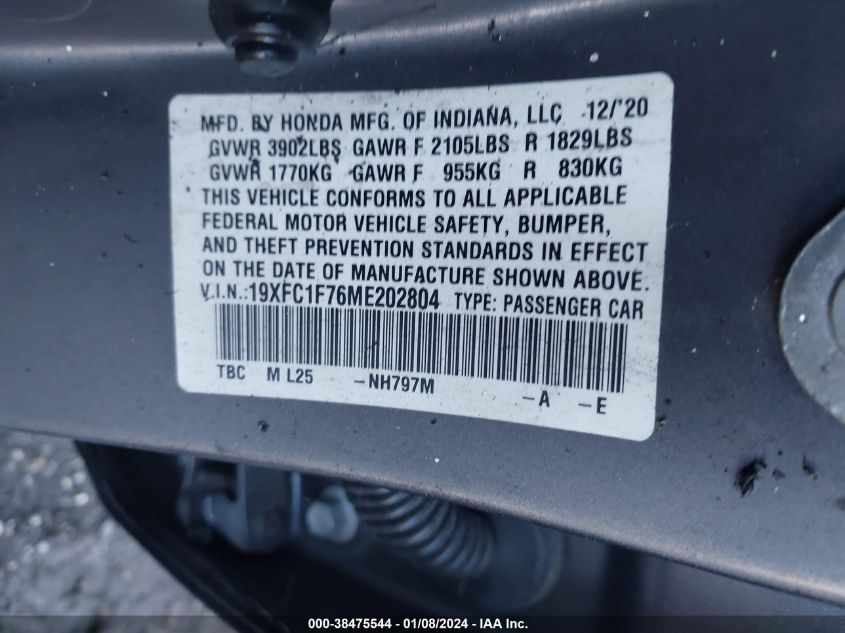 MFD. BY HONDA MFG. OF INDIANA, LLC 12/'20
GVWR 3902LBS GAWR F 2105LBS R 1829LBS
GVWR 1770KG GAWR F 955KG R 830KG
THIS VEHICLE CONFORMS TO ALL APPLICABLE
FEDERAL MOTOR VEHICLE SAFETY, BUMPER,
AND THEFT PREVENTION STANDARDS IN EFFECT
ON THE DATE OF MANUFACTURE SHOWN ABOVE.
V.I.N.:19XFC1F76ME202804 TYPE: PASSENGER CAR
TBC M L25 -NH797M -A -E
000-38475544 - 01/08/2024 - IAA Inc.